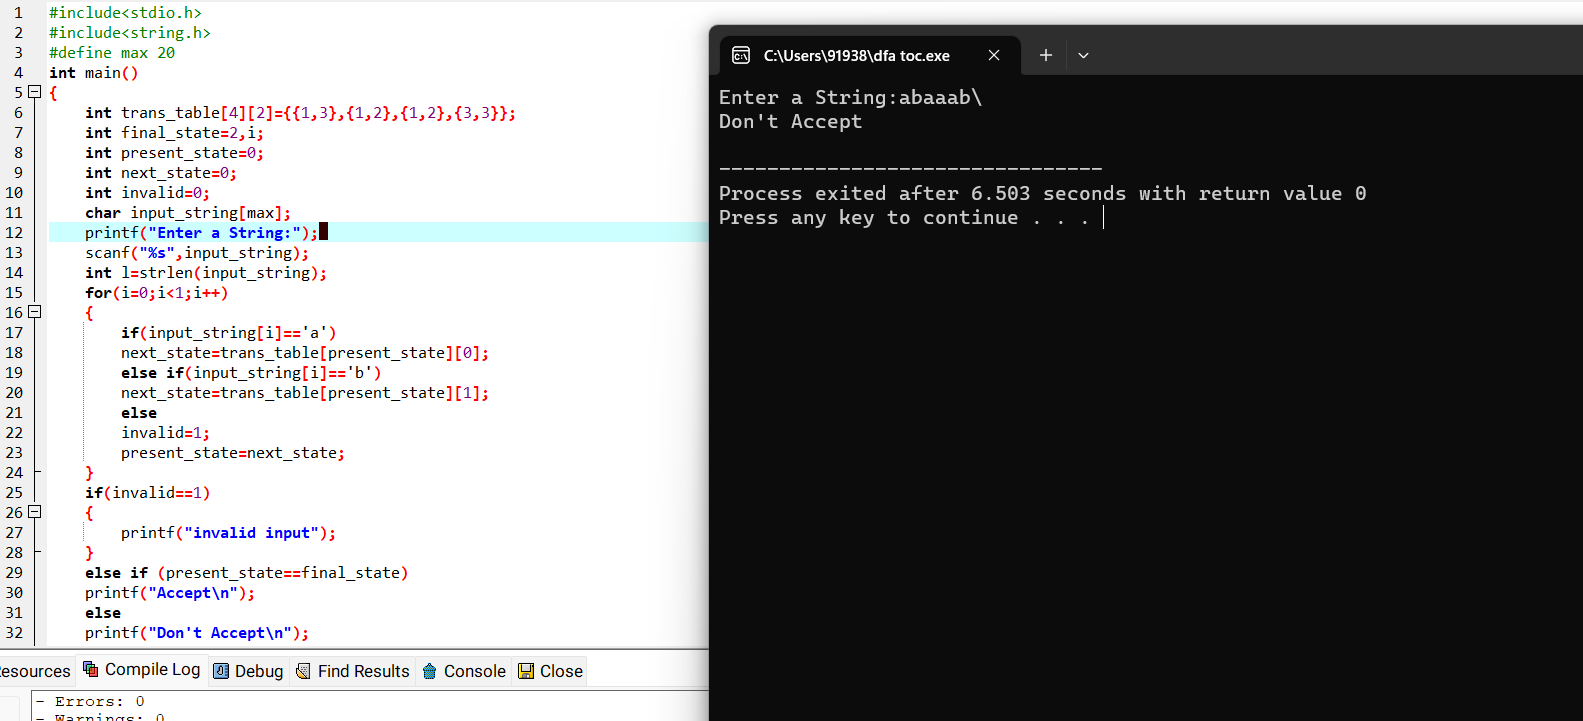 1 #include<stdio.h>
2 #include<string.h>
3 #define max 20
4 int main()
5 {
6 int trans_table[4][2]={{1,3},{1,2},{1,2},{3,3}};
7 int final_state=2,i;
8 int present_state=0;
9 int next_state=0;
10 int invalid=0;
11 char input_string[max];
12 printf("Enter a String:");
13 scanf("%s",input_string);
14 int l=strlen(input_string);
15 for(i=0;i<1;i++)
16 {
17 if(input_string[i]=='a')
18 next_state=trans_table[present_state][0];
19 else if(input_string[i]=='b')
20 next_state=trans_table[present_state][1];
21 else
22 invalid=1;
23 present_state=next_state;
24 }
25 if(invalid==1)
26 {
27 printf("invalid input");
28 }
29 else if (present_state==final_state)
30 printf("Accept\n");
31 else
32 printf("Don't Accept\n");
esources Compile Log Debug Find Results Console Close
- Errors: 0
- Warnings: 0
C:\Users\91938\dfa toc.exe
Enter a String:abaaab\
Don't Accept
--------------------------------
Process exited after 6.503 seconds with return value 0
Press any key to continue . . .